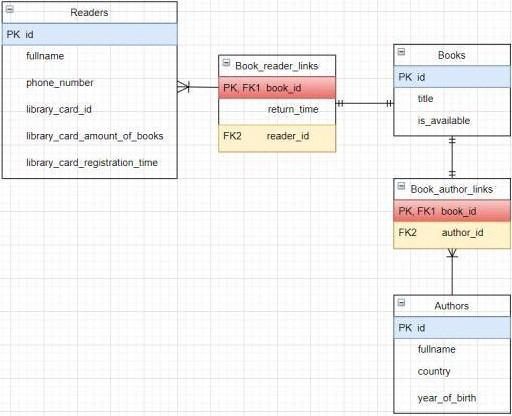 Readers
PK id
fullname
phone_number
library_card_id
library_card_amount_of_books
library_card_registration_time
Book_reader_links
PK, FK1 book_id
return_time
FK2 reader_id
Books
PK id
title
is_available
Book_author_links
PK, FK1 book_id
FK2 author_id
Authors
PK id
fullname
country
year_of_birth